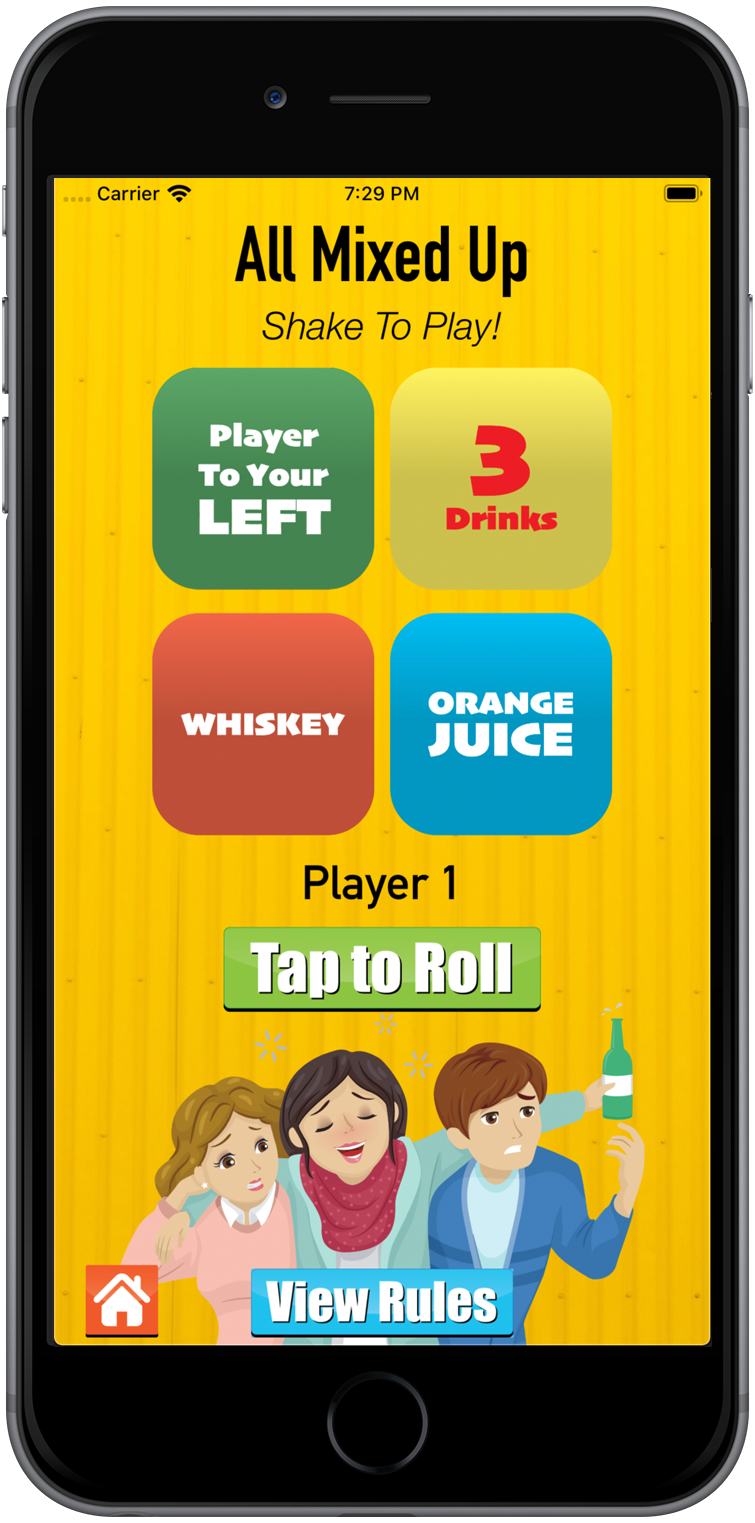 Carrier
7:29 PM
All Mixed Up
Shake To Play!
Player
To Your
LEFT
3
Drinks
WHISKEY
ORANGE
JUICE
Player 1
Tap to Roll
View Rules